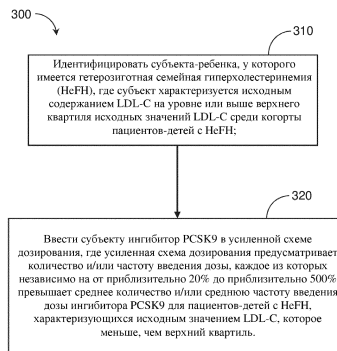 300
310
Идентифицировать субъекта-ребенка, у которого
имеется гетерозиготная семейная гиперхолестеринемия
(HeFH), где субъект характеризуется исходным
содержанием LDL-C на уровне или выше верхнего
квартиля исходных значений LDL-C среди когорты
пациентов-детей с HeFH;
320
Ввести субъекту ингибитор PCSK9 в усиленной схеме
дозирования, где усиленная схема дозирования предусматривает
количество и/или частоту введения дозы, каждое из которых
независимо на от приблизительно 20% до приблизительно 500%
превышает среднее количество и/или среднюю частоту введения
дозы ингибитора PCSK9 для пациентов-детей с HeFH,
характеризующихся исходным значением LDL-C, которое
меньше, чем верхний квартиль.